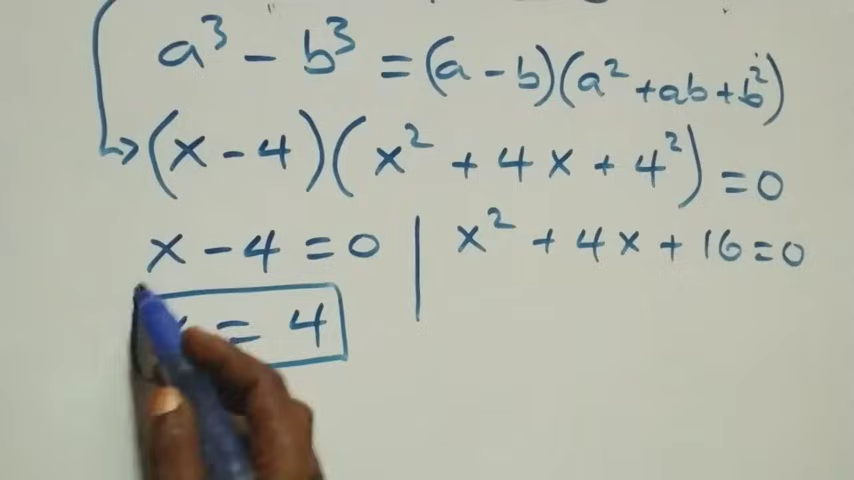 a³ - b³ = (a - b)(a² + ab + b²)
(x - 4)(x² + 4x + 4²) = 0
x - 4 = 0 | x² + 4x + 16 = 0
= 4